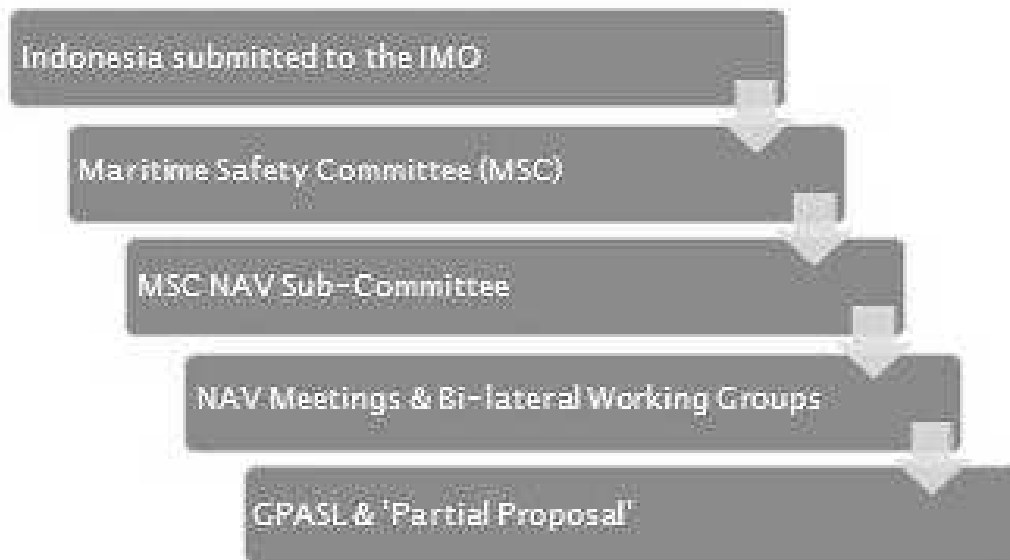 Indonesia submitted to the IMO
Maritime Safety Committee (MSC)
MSC NAV Sub-Committee
NAV Meetings & Bi-lateral Working Groups
GPASL & 'Partial Proposal'